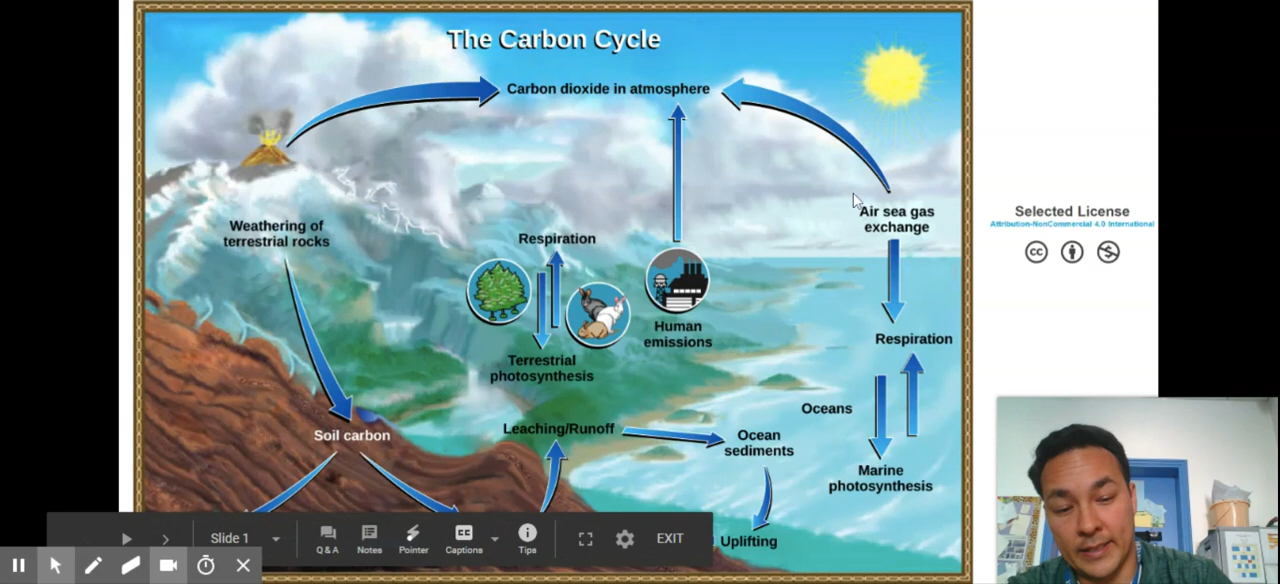 The Carbon Cycle
Carbon dioxide in atmosphere
Air sea gas
exchange
Weathering of
terrestrial rocks
Respiration
Human
emissions
Terrestrial
photosynthesis
Respiration
Oceans
Leaching/Runoff
Soil carbon
Ocean
sediments
Marine
photosynthesis
Uplifting
Selected License
Attribution-NonCommercial 4.0 International
cc
Slide 1
Q & A
Notes
Pointer
CC
Captions
Tips
EXIT